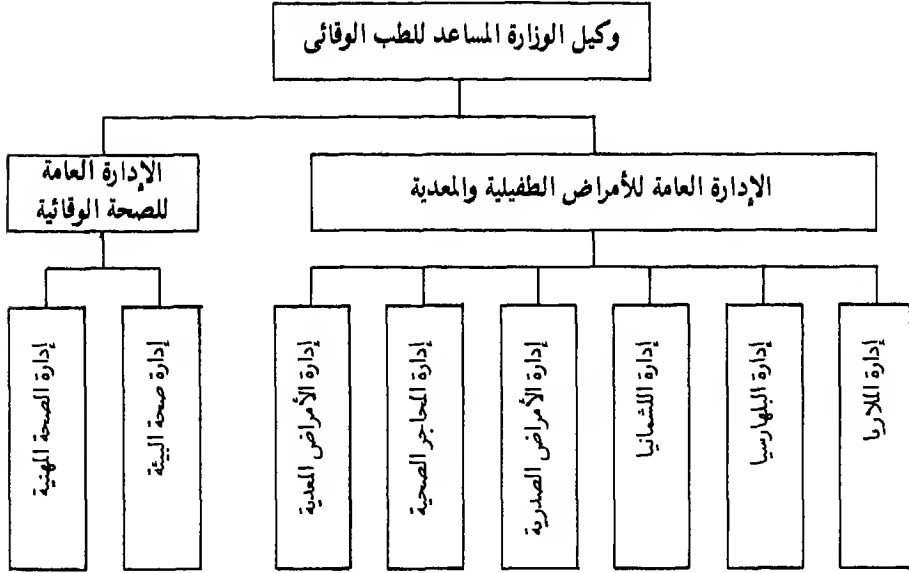 وكيل الوزارة المساعد للطب الوقائى
الإدارة العامة للأمراض الطفيلية والمعدية
الإدارة العامة
للصحة الوقائية
إدارة الملاريا
إدارة البلهارسيا
إدارة اللشمانيا
إدارة الأمراض الصدرية
إدارة المحاجر الصحية
إدارة الأمراض المعدية
إدارة صحة البيئة
إدارة الصحة المهنية